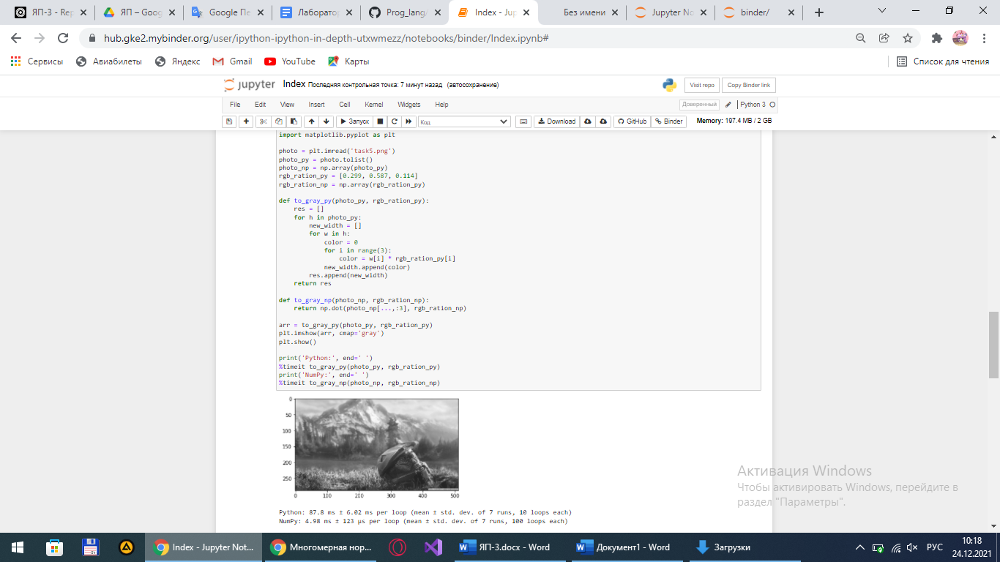 ЯП-3 - Rep
ЯП – Goog
Google Пе
Лаборатор
Prog_lang/
Index - Jup
Без имени
Jupyter No
binder/
hub.gke2.mybinder.org/user/ipython-ipython-in-depth-utxwmezz/notebooks/binder/Index.ipynb#
Сервисы Авиабилеты Яндекс Gmail YouTube Карты Список для чтения
jupyter Index Последняя контрольная точка: 7 минут назад (автосохранение) Visit repo Copy Binder link
File Edit View Insert Cell Kernel Widgets Help Доверенный Python 3
Запуск Код Download GitHub Binder Memory: 197.4 MB / 2 GB
import matplotlib.pyplot as plt
photo = plt.imread('task5.png')
photo_py = photo.tolist()
photo_np = np.array(photo_py)
rgb_ration_py = [0.299, 0.587, 0.114]
rgb_ration_np = np.array(rgb_ration_py)
def to_gray_py(photo_py, rgb_ration_py):
    res = []
    for h in photo_py:
        new_width = []
        for w in h:
            color = 0
            for i in range(3):
                color = w[i] * rgb_ration_py[i]
            new_width.append(color)
        res.append(new_width)
    return res
def to_gray_np(photo_np, rgb_ration_np):
    return np.dot(photo_np[...,:3], rgb_ration_np)
arr = to_gray_py(photo_py, rgb_ration_py)
plt.imshow(arr, cmap='gray')
plt.show()
print('Python:', end=' ')
%timeit to_gray_py(photo_py, rgb_ration_py)
print('NumPy:', end=' ')
%timeit to_gray_np(photo_np, rgb_ration_np)
0
50
100
150
200
250
0 100 200 300 400 500
Python: 87.8 ms ± 6.02 ms per loop (mean ± std. dev. of 7 runs, 10 loops each)
NumPy: 4.98 ms ± 123 µs per loop (mean ± std. dev. of 7 runs, 100 loops each)
Активация Windows
Чтобы активировать Windows, перейдите в
раздел "Параметры".
Index - Jupyter Not... Многомерная нор... ЯП-3.docx - Word Документ1 - Word Загрузки РУС 10:18
24.12.2021